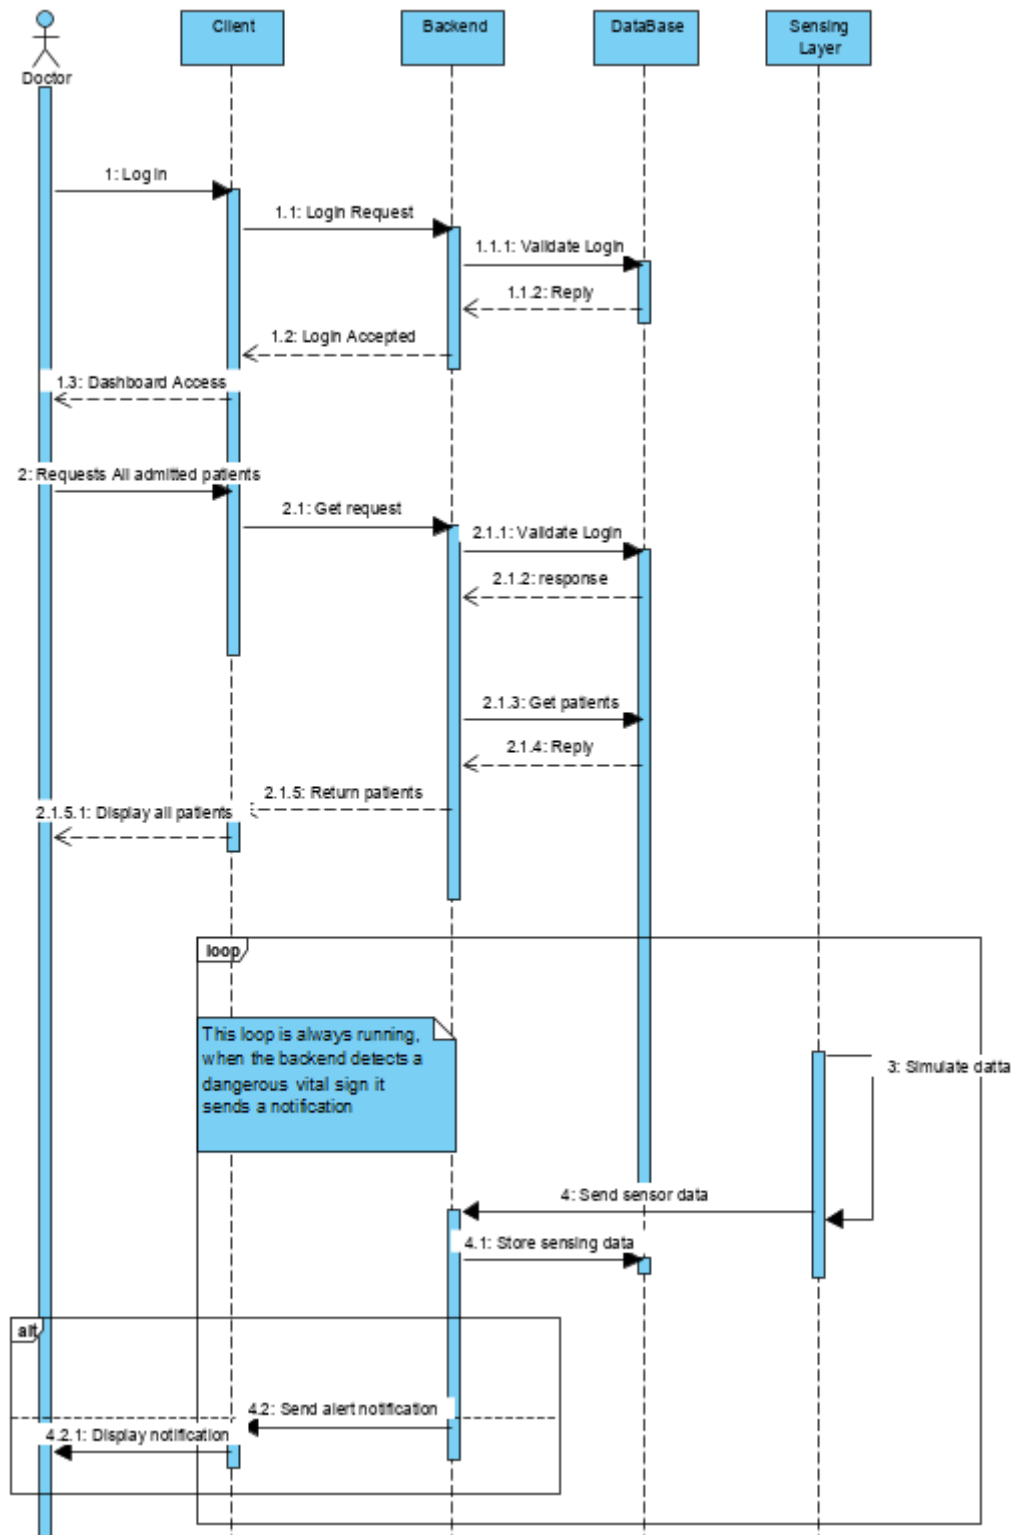 Doctor
Client
Backend
DataBase
Sensing
Layer
1: Login
1.1: Login Request
1.1.1: Validate Login
1.1.2: Reply
1.2: Login Accepted
1.3: Dashboard Access
2: Requests All admitted patients
2.1: Get request
2.1.1: Validate Login
2.1.2: response
2.1.3: Get patients
2.1.4: Reply
2.1.5: Return patients
2.1.5.1: Display all patients
loop
This loop is always running,
when the backend detects a
dangerous vital sign it
sends a notification
3: Simulate datta
4: Send sensor data
4.1: Store sensing data
alt
4.2: Send alert notification
4.2.1: Display notification